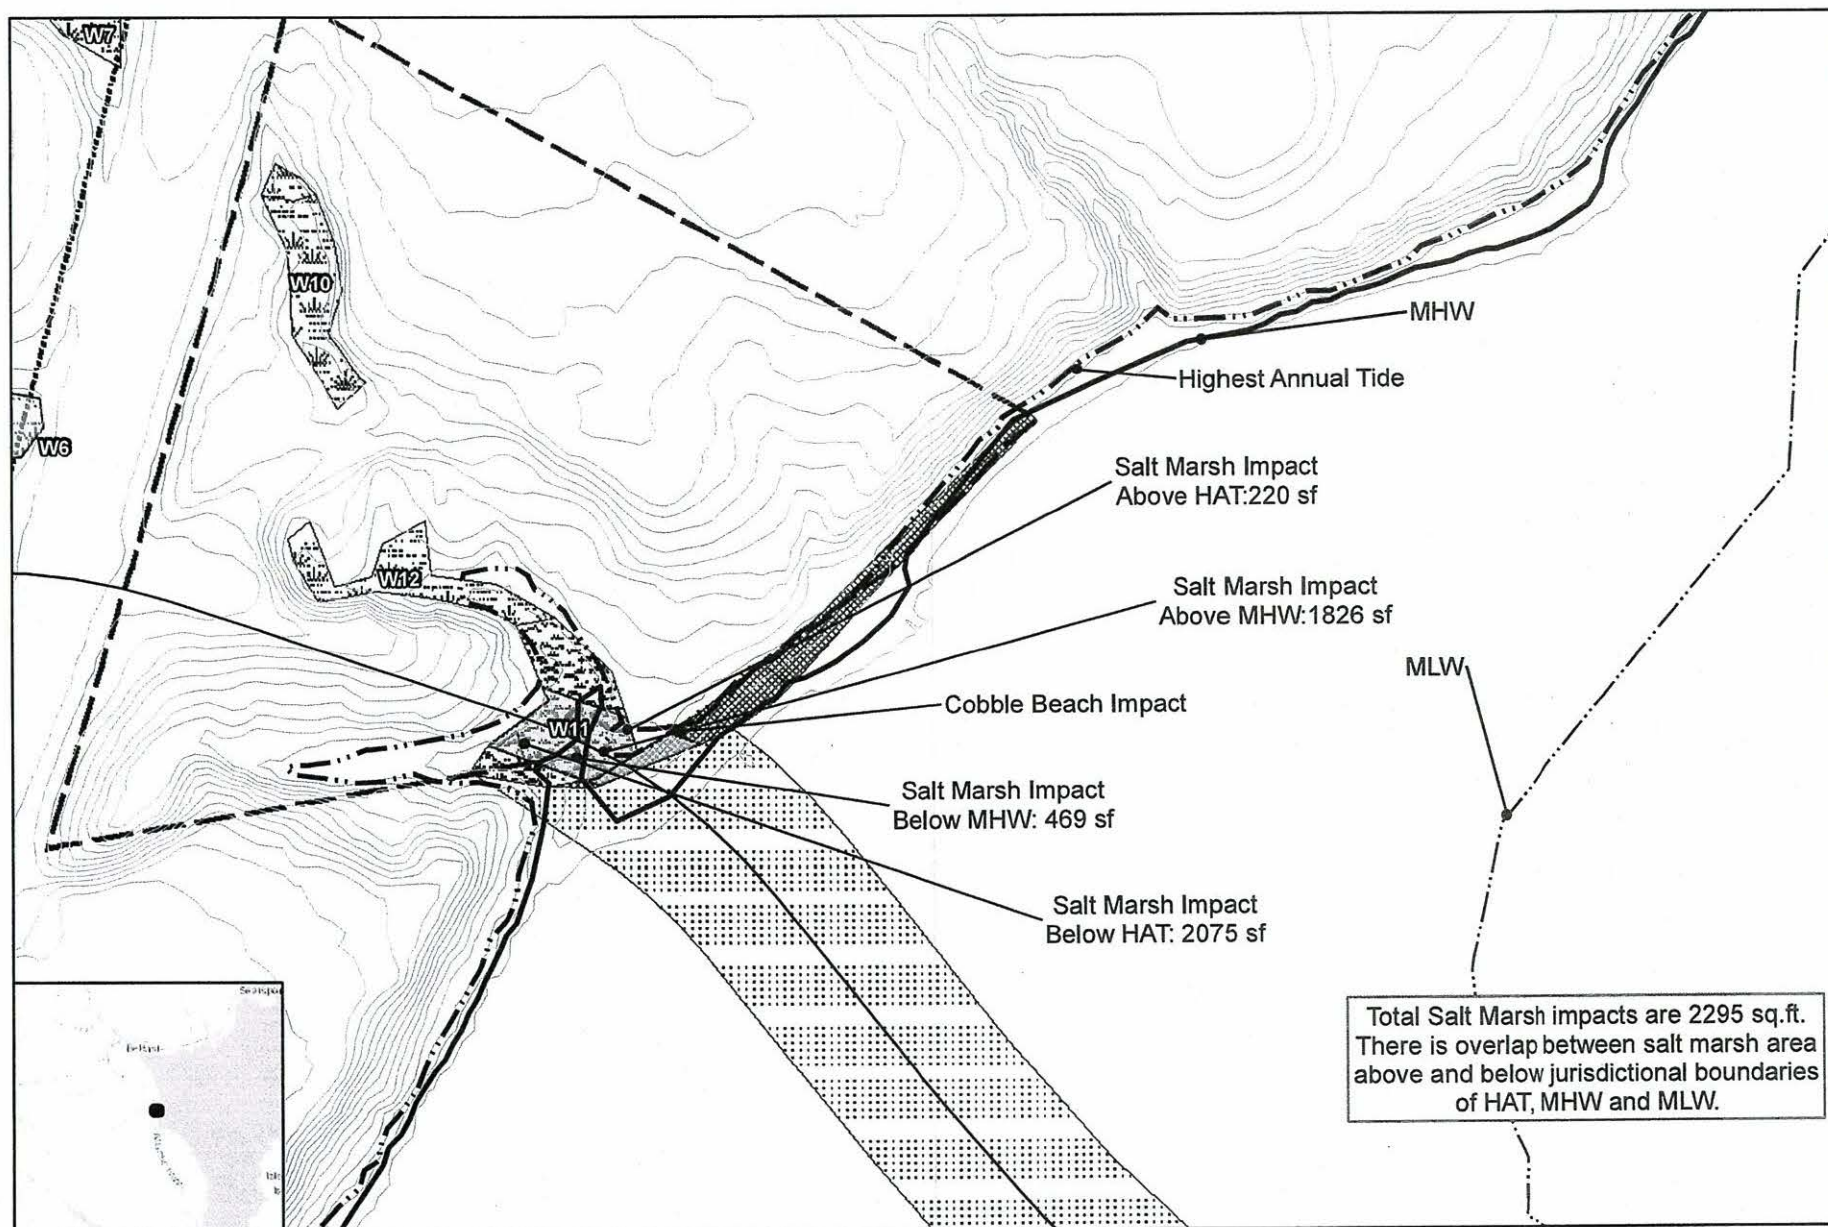 W7
W10
MHW
Highest Annual Tide
W6
Salt Marsh Impact
Above HAT:220 sf
W12
Salt Marsh Impact
Above MHW:1826 sf
MLW
Cobble Beach Impact
W11
Salt Marsh Impact
Below MHW: 469 sf
Salt Marsh Impact
Below HAT: 2075 sf
Total Salt Marsh impacts are 2295 sq.ft.
There is overlap between salt marsh area
above and below jurisdictional boundaries
of HAT, MHW and MLW.
Belfast